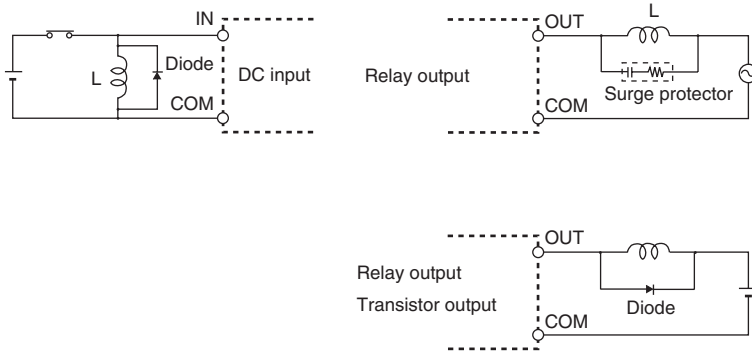 IN
L
Diode
DC input
COM
OUT
L
Relay output
Surge protector
COM
OUT
Relay output
Transistor output
Diode
COM